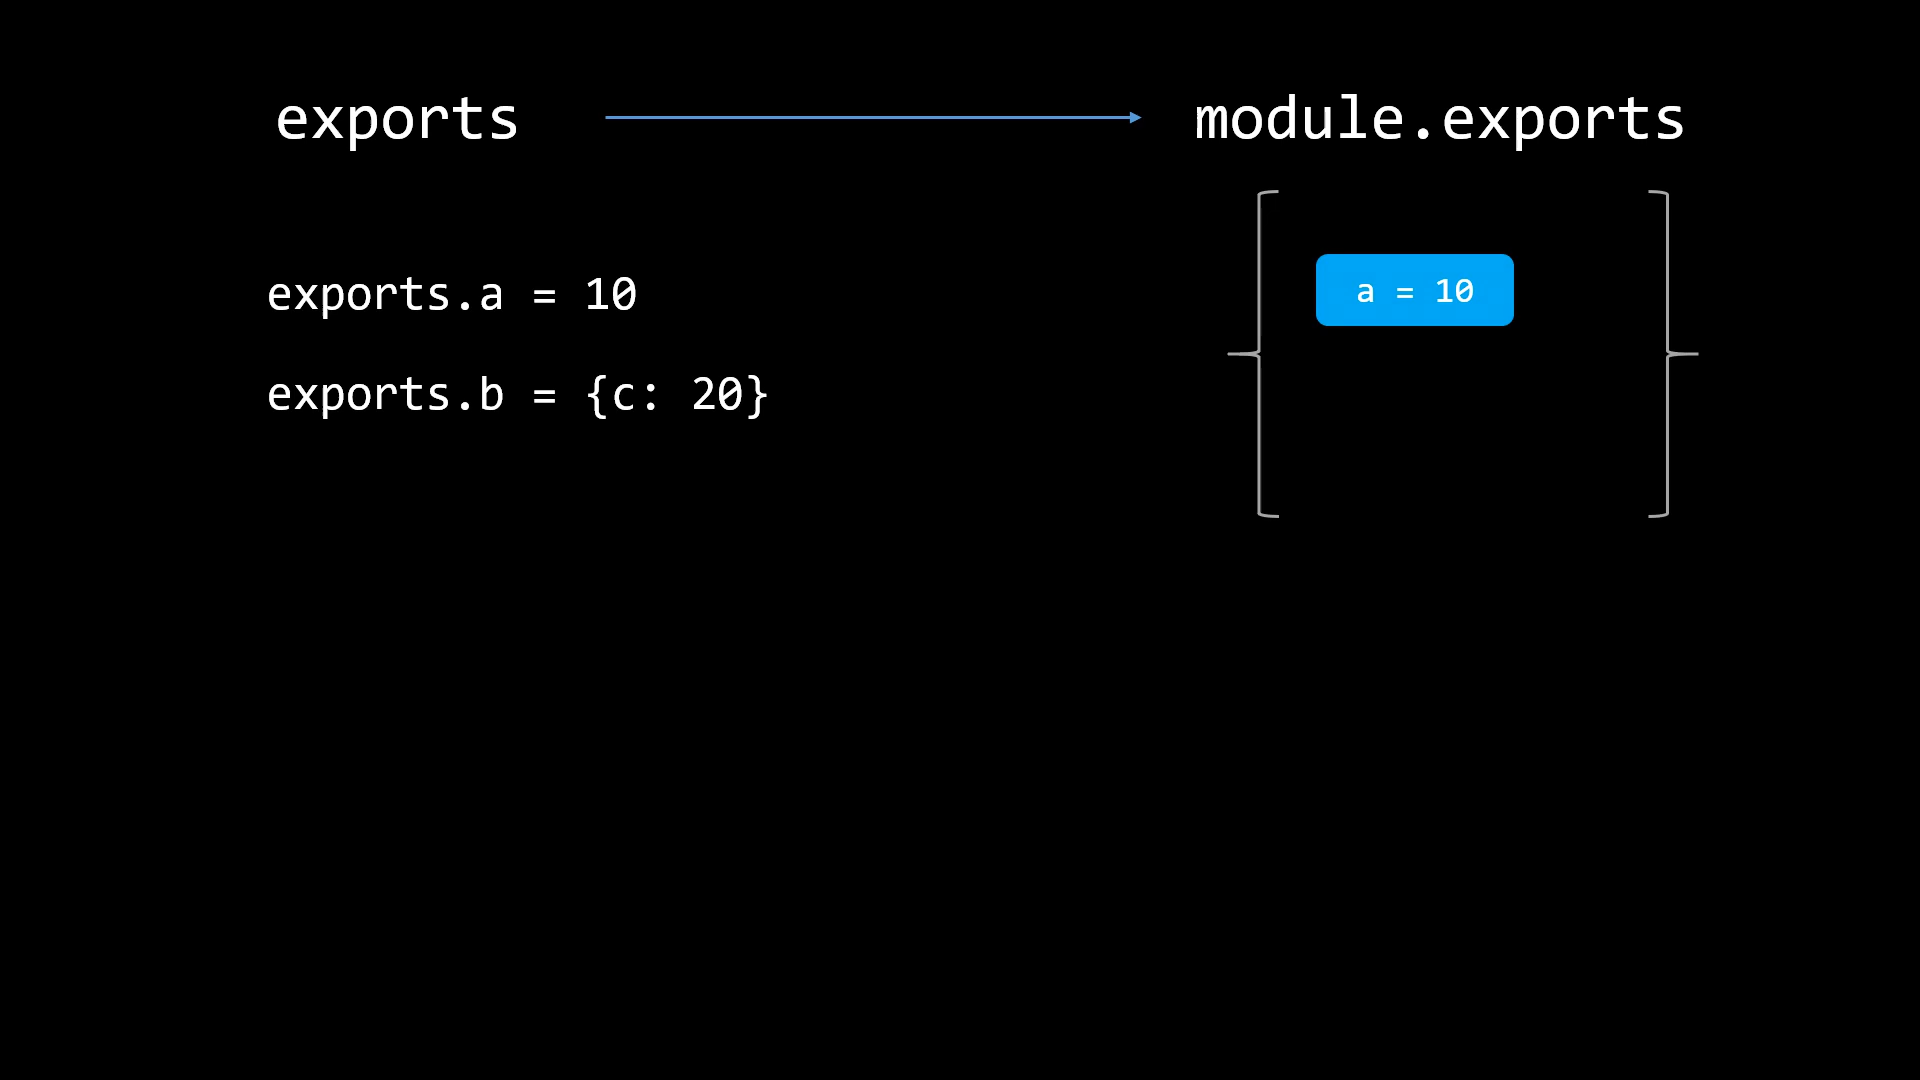 exports
module.exports
exports.a = 10
a = 10
exports.b = {c: 20}